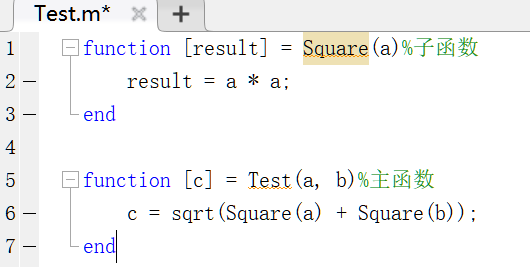 Test.m* × +
1 function [result] = Square(a)%子函数
2 — result = a * a;
3 — end
4
5 function [c] = Test(a, b)%主函数
6 — c = sqrt(Square(a) + Square(b));
7 — end